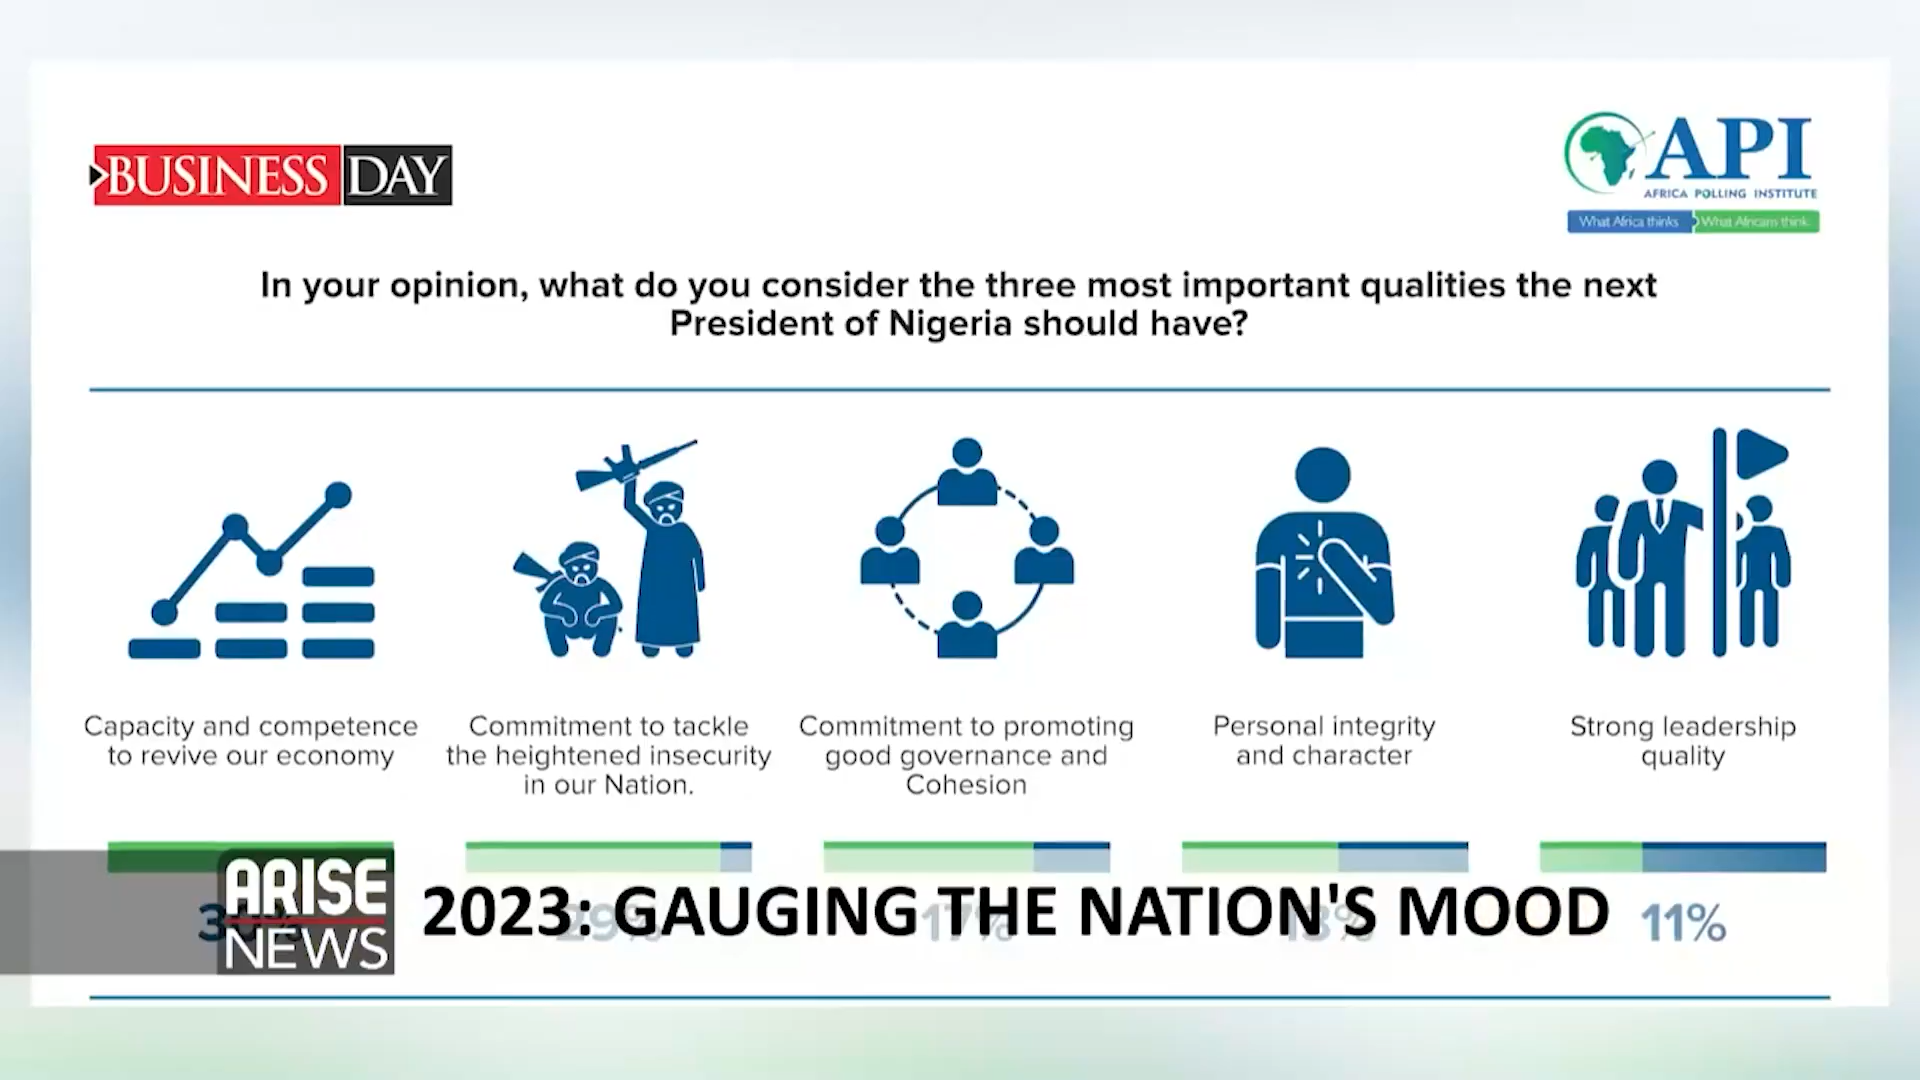 BUSINESS DAY
API
AFRICA POLLING INSTITUTE
What Africa thinks What Africans think
In your opinion, what do you consider the three most important qualities the next
President of Nigeria should have?
Capacity and competence
to revive our economy
Commitment to tackle
the heightened insecurity
in our Nation.
Commitment to promoting
good governance and
Cohesion
Personal integrity
and character
Strong leadership
quality
29%
17%
13%
11%
ARISE
NEWS
2023: GAUGING THE NATION'S MOOD